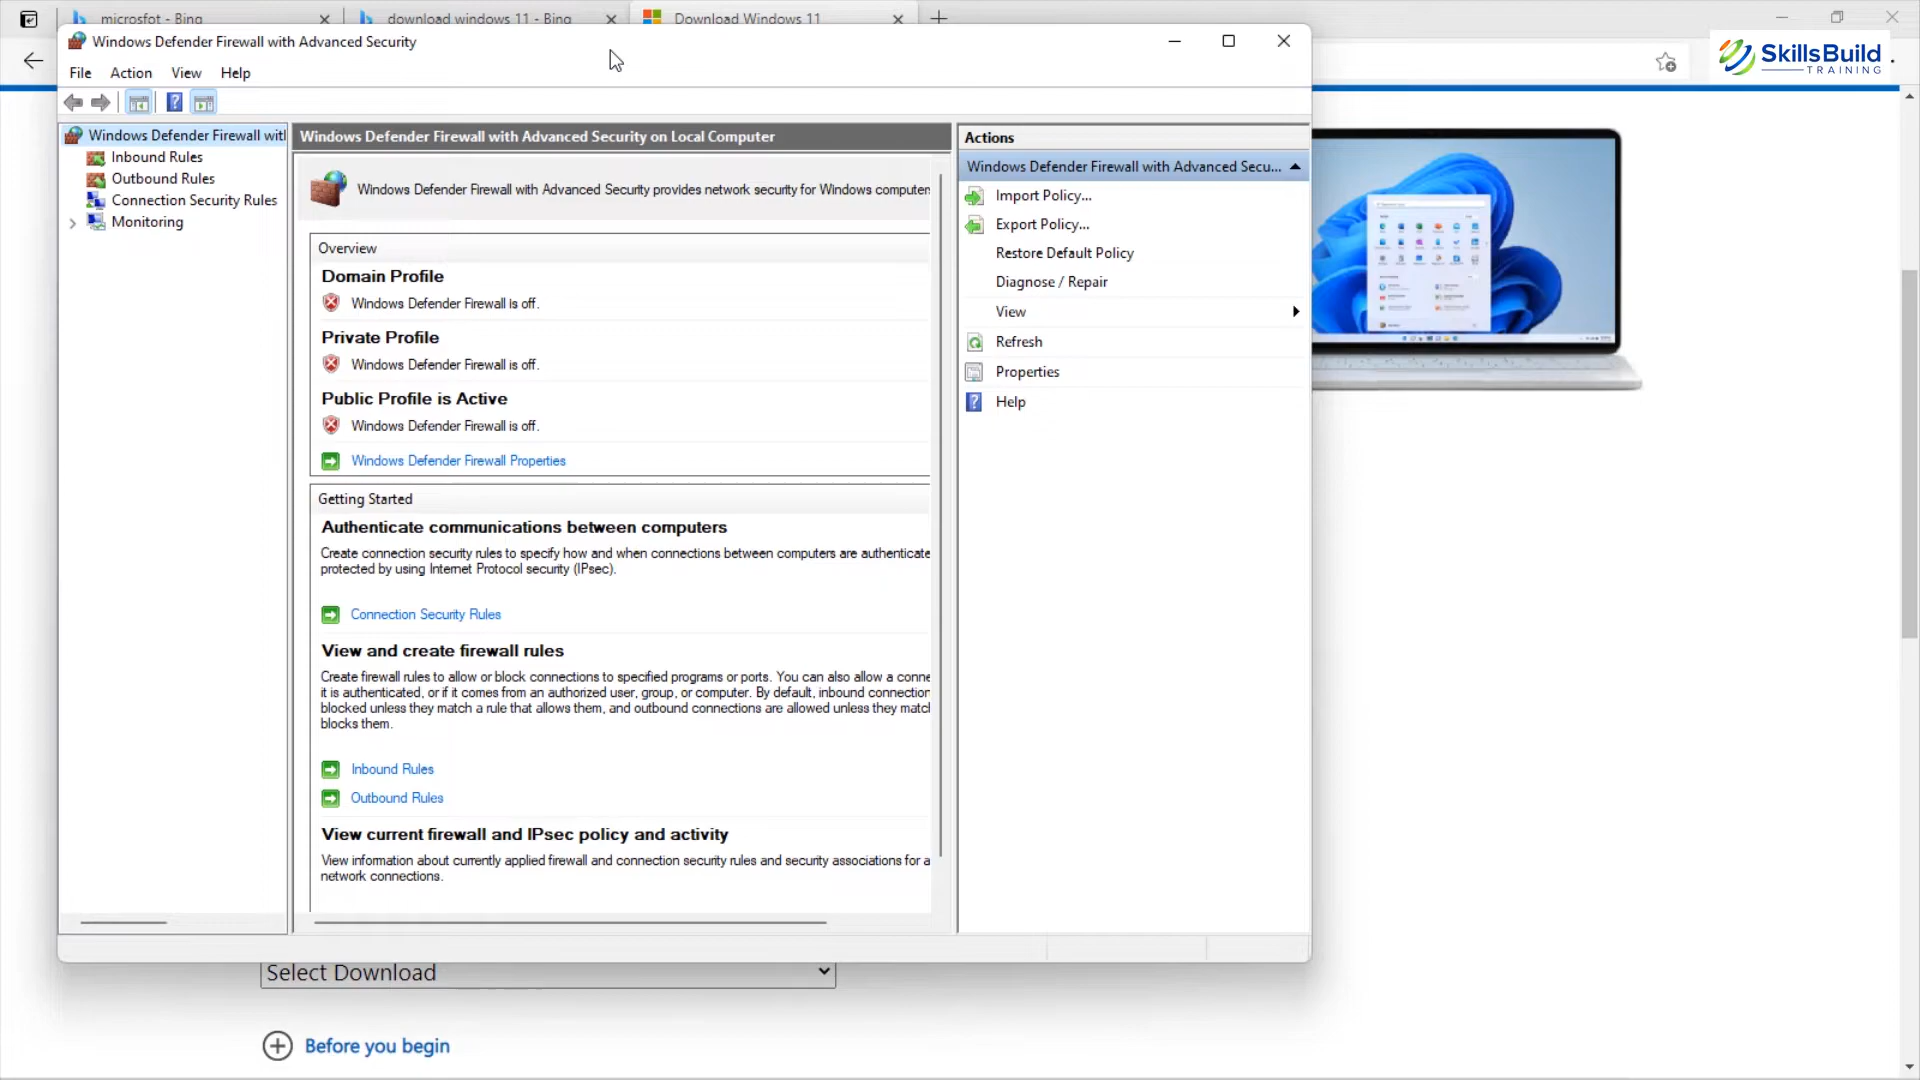 microsfot - Bing
download windows 11 - Bing
Download Windows 11
Windows Defender Firewall with Advanced Security
SkillsBuild
TRAINING
File Action View Help
Windows Defender Firewall wit
Inbound Rules
Outbound Rules
Connection Security Rules
Monitoring
Windows Defender Firewall with Advanced Security on Local Computer
Windows Defender Firewall with Advanced Security provides network security for Windows computers
Overview
Domain Profile
Windows Defender Firewall is off.
Private Profile
Windows Defender Firewall is off.
Public Profile is Active
Windows Defender Firewall is off.
Windows Defender Firewall Properties
Getting Started
Authenticate communications between computers
Create connection security rules to specify how and when connections between computers are authenticate
protected by using Internet Protocol security (IPsec).
Connection Security Rules
View and create firewall rules
Create firewall rules to allow or block connections to specified programs or ports. You can also allow a conne
it is authenticated, or if it comes from an authorized user, group, or computer. By default, inbound connection
blocked unless they match a rule that allows them, and outbound connections are allowed unless they match
blocks them.
Inbound Rules
Outbound Rules
View current firewall and IPsec policy and activity
View information about currently applied firewall and connection security rules and security associations for a
network connections.
Actions
Windows Defender Firewall with Advanced Secu...
Import Policy...
Export Policy...
Restore Default Policy
Diagnose / Repair
View
Refresh
Properties
Help
Select Download
Before you begin